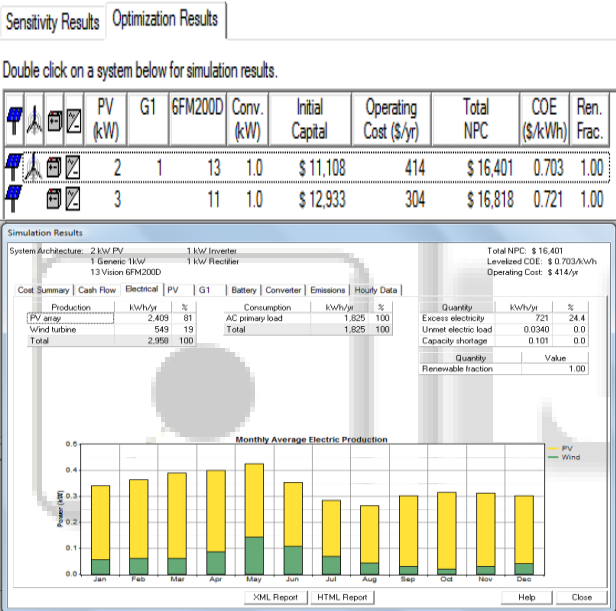 Sensitivity Results Optimization Results
Double click on a system below for simulation results.
PV (kW) G1 6FM200D Conv. (kW) Initial Capital Operating Cost ($/yr) Total NPC COE ($/kWh) Ren. Frac.
2 1 13 1.0 $ 11,108 414 $ 16,401 0.703 1.00
3 11 1.0 $ 12,933 304 $ 16,818 0.721 1.00
Simulation Results
System Architecture: 2 kW PV 1 kW Inverter Total NPC: $ 16,401
1 Generic 1kW 1 kW Rectifier Levelized COE: $ 0.703/kWh
13 Vision 6FM200D Operating Cost: $ 414/yr
Cost Summary Cash Flow Electrical PV G1 Battery Converter Emissions Hourly Data
Production kWh/yr % Consumption kWh/yr % Quantity kWh/yr %
PV array 2,409 81 AC primary load 1,825 100 Excess electricity 721 24.4
Wind turbine 549 19 Total 1,825 100 Unmet electric load 0.0340 0.0
Total 2,958 100 Capacity shortage 0.101 0.0
Quantity Value
Renewable fraction 1.00
Monthly Average Electric Production
0.5
0.4
0.3
0.2
0.1
0.0
Power (kW)
PV
Wind
Jan Feb Mar Apr May Jun Jul Aug Sep Oct Nov Dec
XML Report HTML Report Help Close